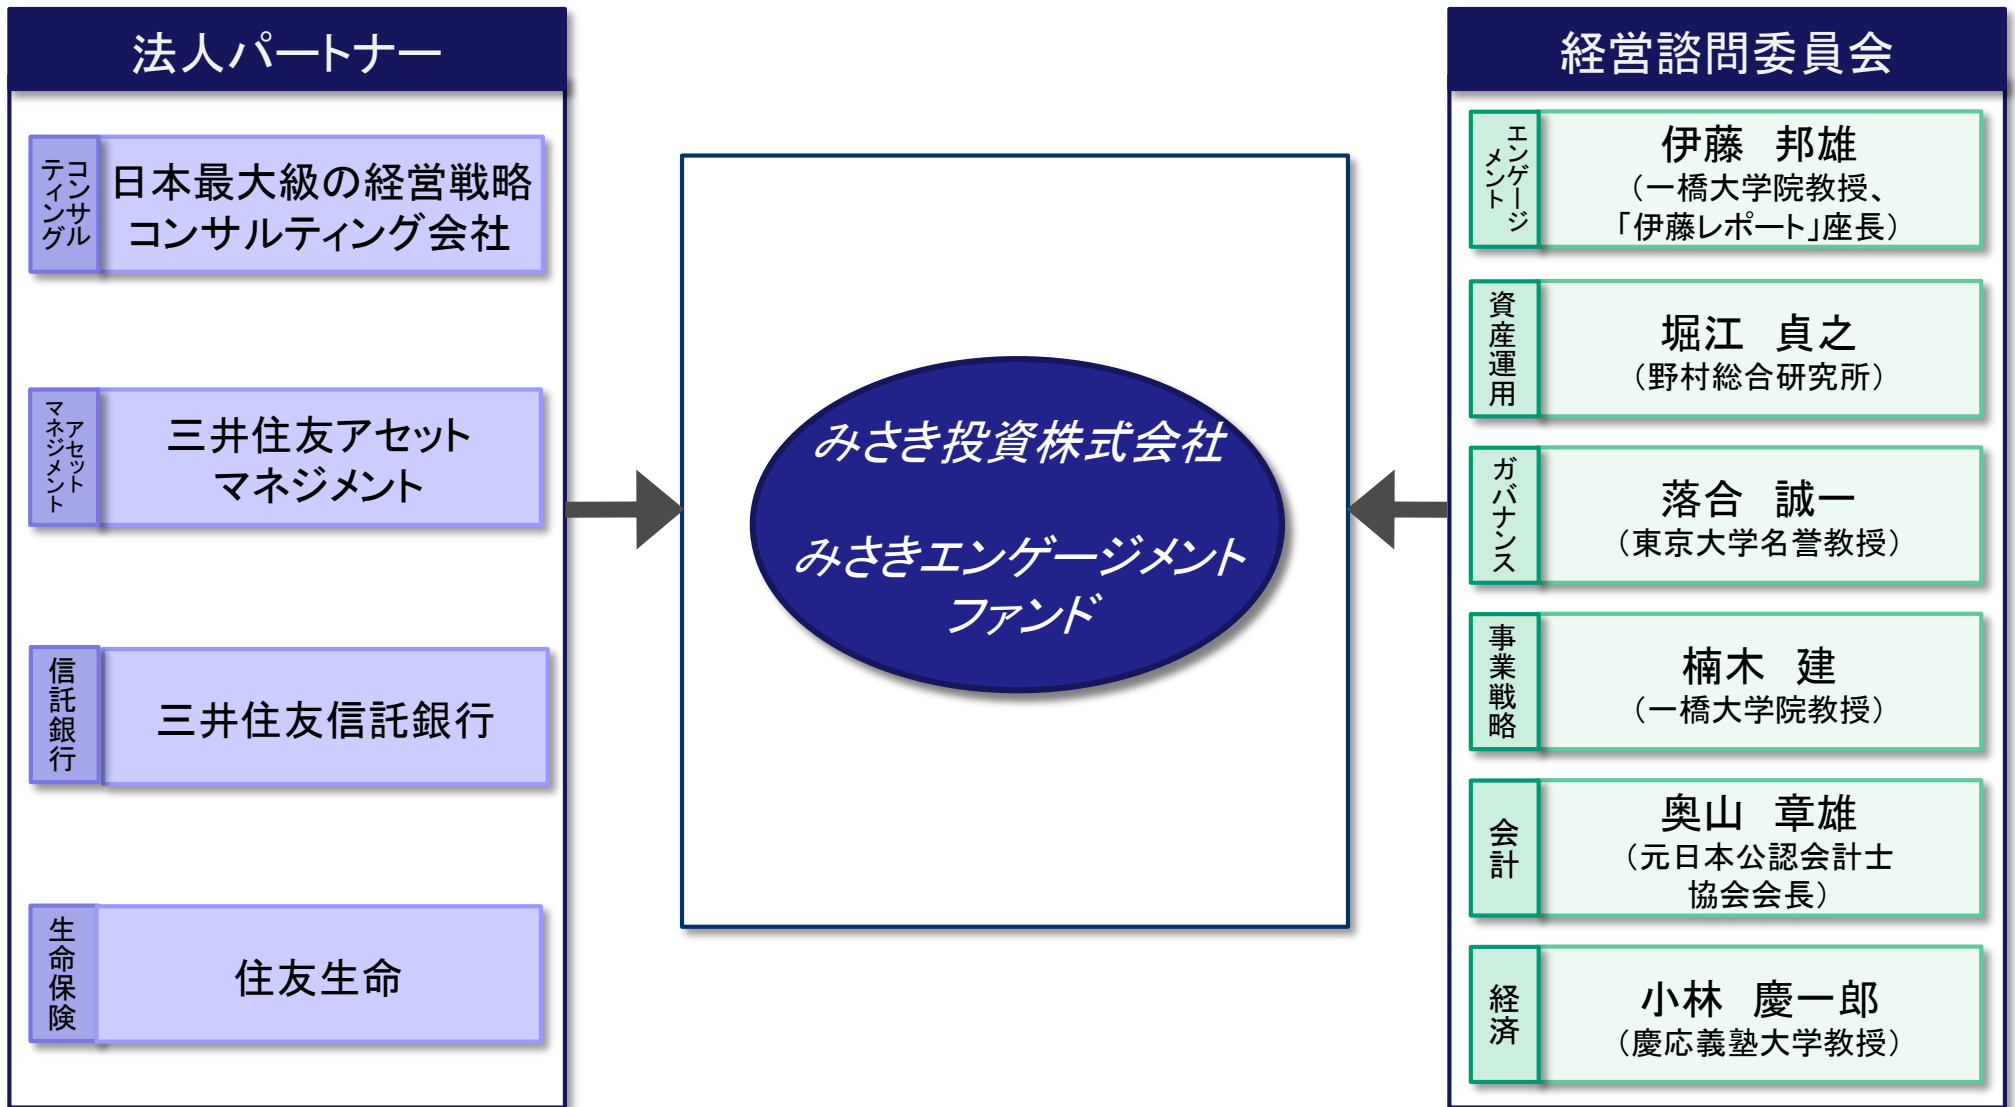 法人パートナー
コンサル
ティング
日本最大級の経営戦略
コンサルティング会社
アセット
マネジメント
三井住友アセット
マネジメント
信託銀行
三井住友信託銀行
生命保険
住友生命
みさき投資株式会社
みさきエンゲージメント
ファンド
経営諮問委員会
エンゲージ
メント
伊藤　邦雄
（一橋大学院教授、
「伊藤レポート」座長）
資産運用
堀江　貞之
（野村総合研究所）
ガバナンス
落合　誠一
（東京大学名誉教授）
事業戦略
楠木　建
（一橋大学院教授）
会計
奥山　章雄
（元日本公認会計士
協会会長）
経済
小林　慶一郎
（慶応義塾大学教授）